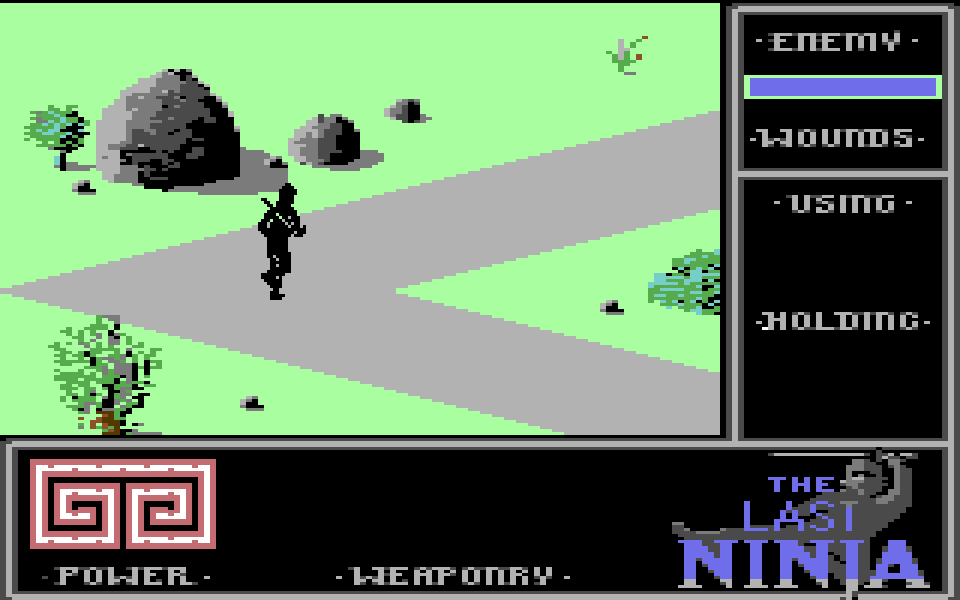 -ENEMY-
-WOUNDS-
-USING-
-HOLDING-
-POWER-
-WEAPONRY-
THE
LAST
NINJA